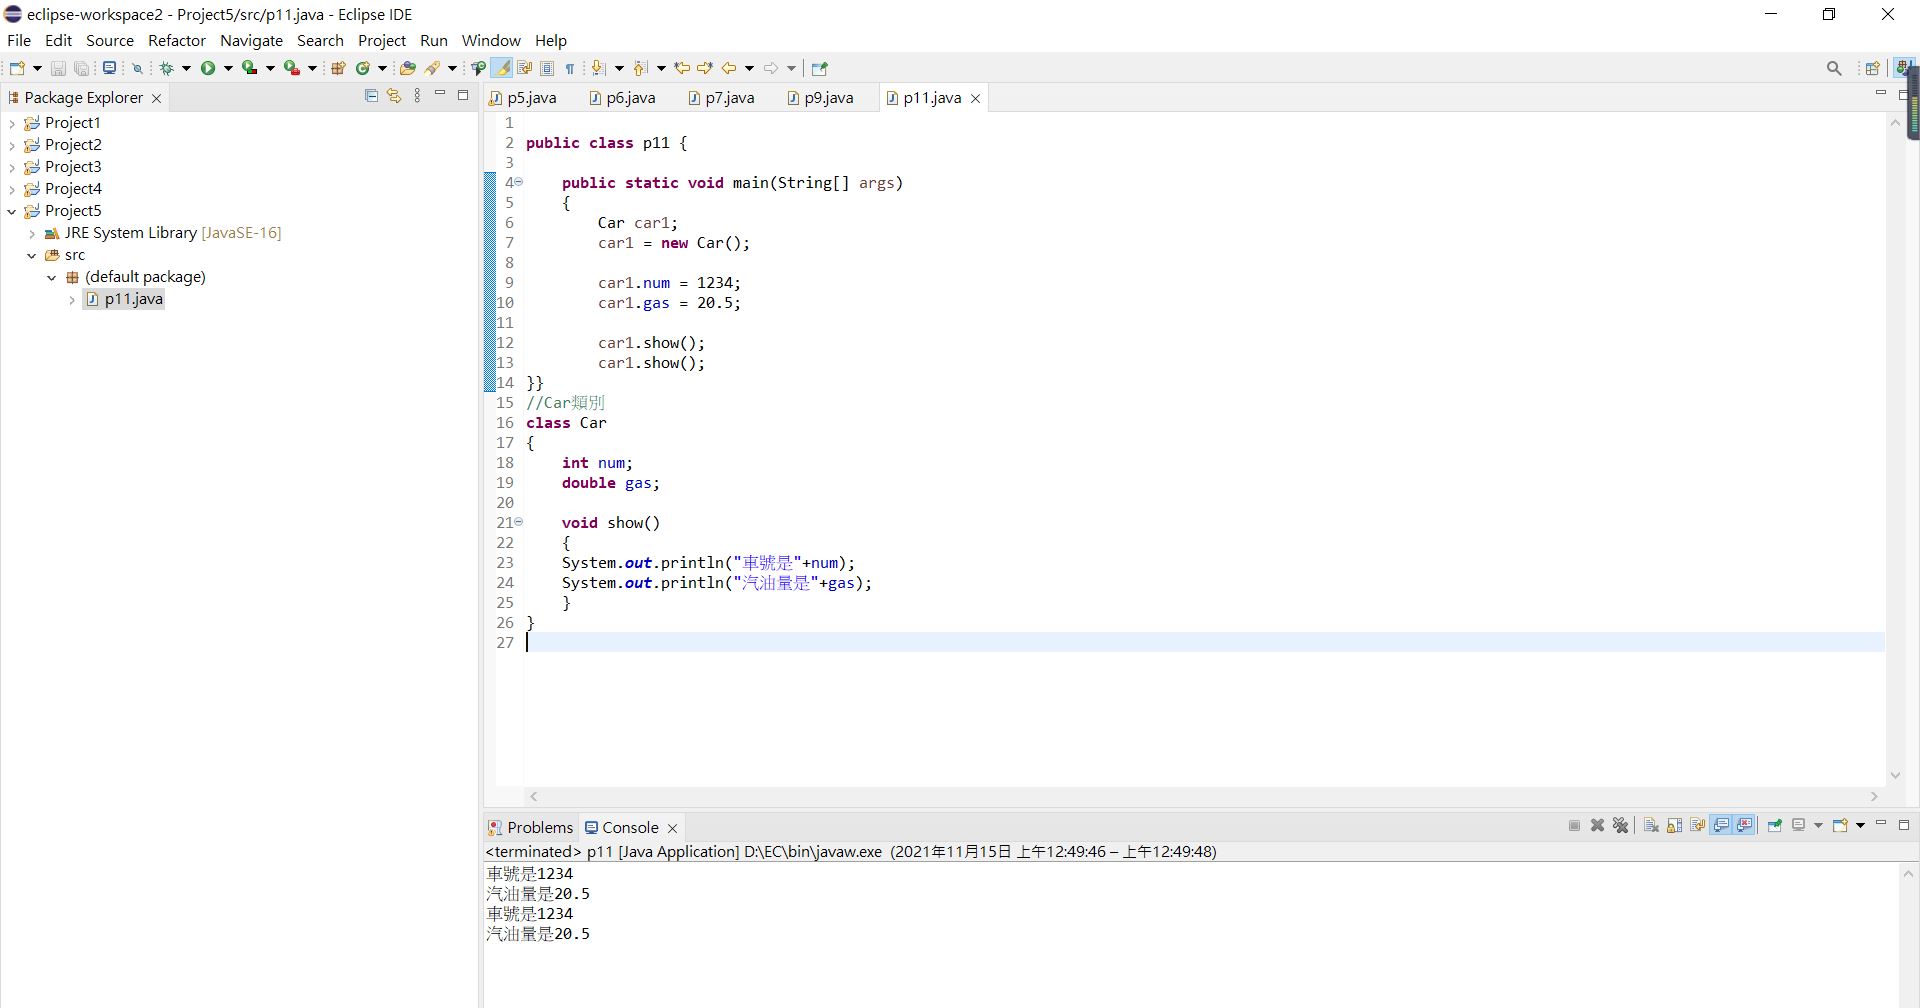 eclipse-workspace2 - Project5/src/p11.java - Eclipse IDE
File Edit Source Refactor Navigate Search Project Run Window Help
Package Explorer
Project1
Project2
Project3
Project4
Project5
JRE System Library [JavaSE-16]
src
(default package)
p11.java
p5.java p6.java p7.java p9.java p11.java
1
2 public class p11 {
3
4 public static void main(String[] args)
5 {
6 Car car1;
7 car1 = new Car();
8
9 car1.num = 1234;
10 car1.gas = 20.5;
11
12 car1.show();
13 car1.show();
14 }}
15 //Car類別
16 class Car
17 {
18 int num;
19 double gas;
20
21 void show()
22 {
23 System.out.println("車號是"+num);
24 System.out.println("汽油量是"+gas);
25 }
26 }
27
Problems Console
<terminated> p11 [Java Application] D:\EC\bin\javaw.exe (2021年11月15日 上午12:49:46 – 上午12:49:48)
車號是1234
汽油量是20.5
車號是1234
汽油量是20.5